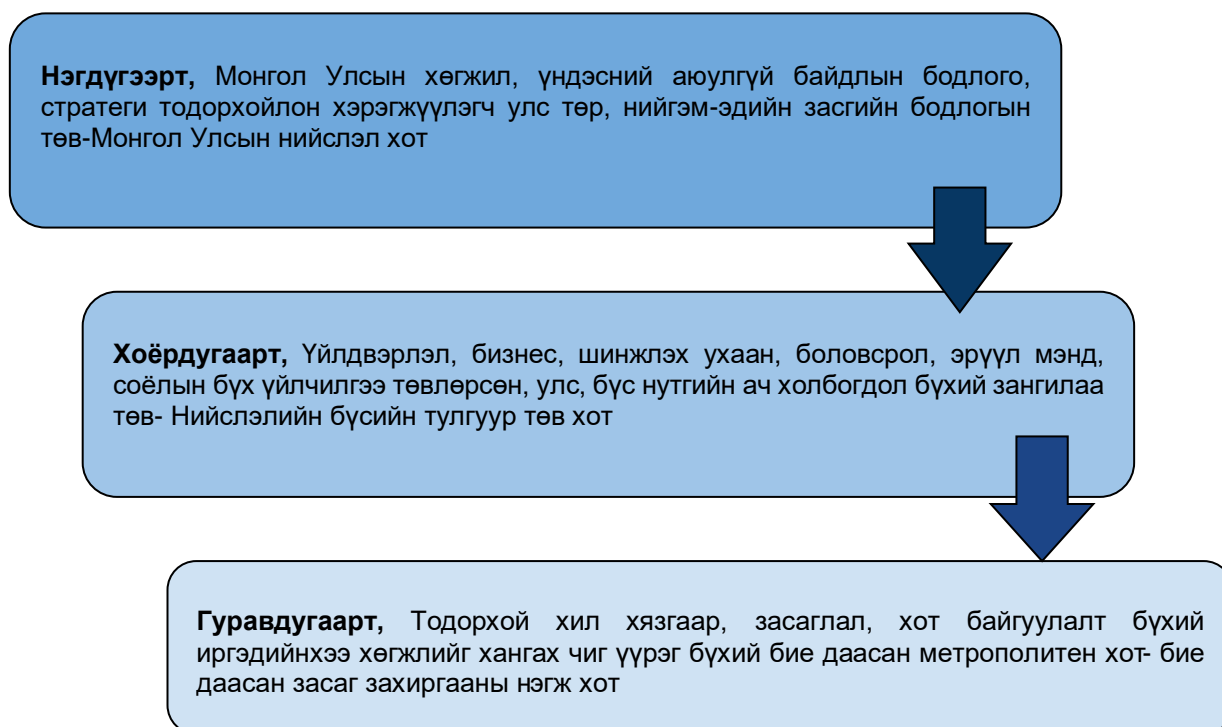 Нэгдүгээрт, Монгол Улсын хөгжил, үндэсний аюулгүй байдлын бодлого,
стратеги тодорхойлон хэрэгжүүлэгч улс төр, нийгэм-эдийн засгийн бодлогын
төв-Монгол Улсын нийслэл хот
Хоёрдугаарт, Үйлдвэрлэл, бизнес, шинжлэх ухаан, боловсрол, эрүүл мэнд,
соёлын бүх үйлчилгээ төвлөрсөн, улс, бүс нутгийн ач холбогдол бүхий зангилаа
төв- Нийслэлийн бүсийн тулгуур төв хот
Гуравдугаарт, Тодорхой хил хязгаар, засаглал, хот байгуулалт бүхий
иргэдийнхээ хөгжлийг хангах чиг үүрэг бүхий бие даасан метрополитен хот- бие
даасан засаг захиргааны нэгж хот